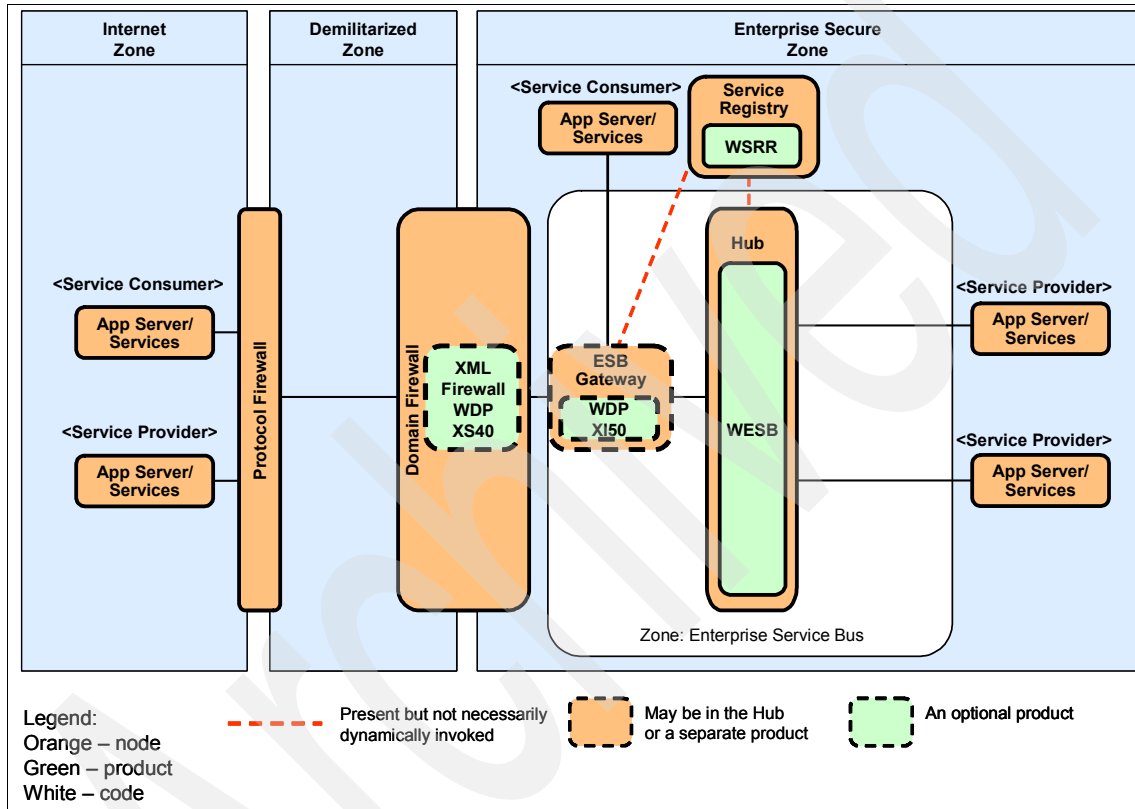 Internet
Zone
Demilitarized
Zone
Enterprise Secure
Zone
<Service Consumer>
App Server/
Services
Service
Registry
WSRR
Hub
<Service Consumer>
App Server/
Services
<Service Provider>
App Server/
Services
Protocol Firewall
Domain Firewall
XML
Firewall
WDP
XS40
ESB
Gateway
WDP
XI50
WESB
<Service Provider>
App Server/
Services
<Service Provider>
App Server/
Services
Zone: Enterprise Service Bus
Legend:
Orange – node
Green – product
White – code
Present but not necessarily
dynamically invoked
May be in the Hub
or a separate product
An optional product
Archived